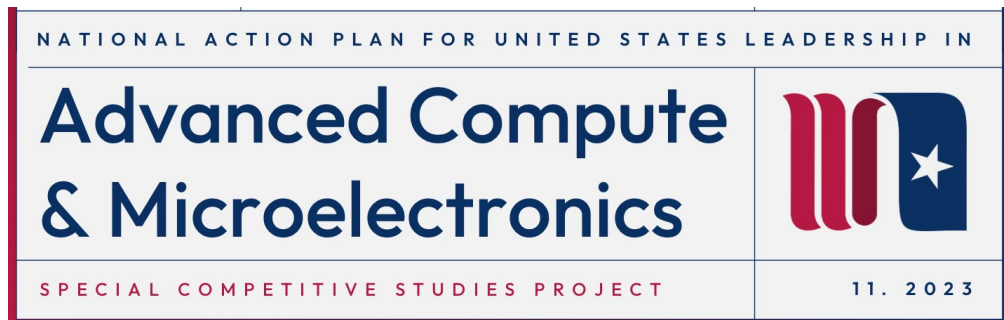 NATIONAL ACTION PLAN FOR UNITED STATES LEADERSHIP IN
Advanced Compute
& Microelectronics
SPECIAL COMPETITIVE STUDIES PROJECT
11. 2023